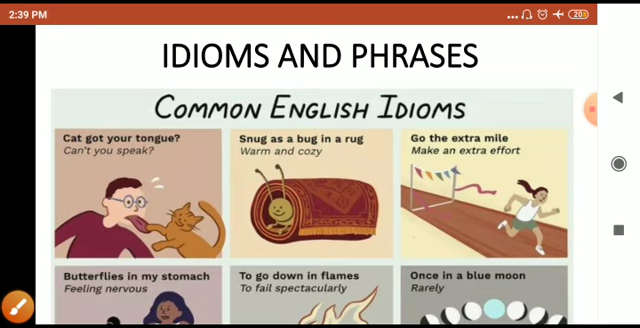 2:39 PM
20
IDIOMS AND PHRASES
COMMON ENGLISH IDIOMS
Cat got your tongue?
Can't you speak?
Snug as a bug in a rug
Warm and cozy
Go the extra mile
Make an extra effort
Butterflies in my stomach
Feeling nervous
To go down in flames
To fail spectacularly
Once in a blue moon
Rarely